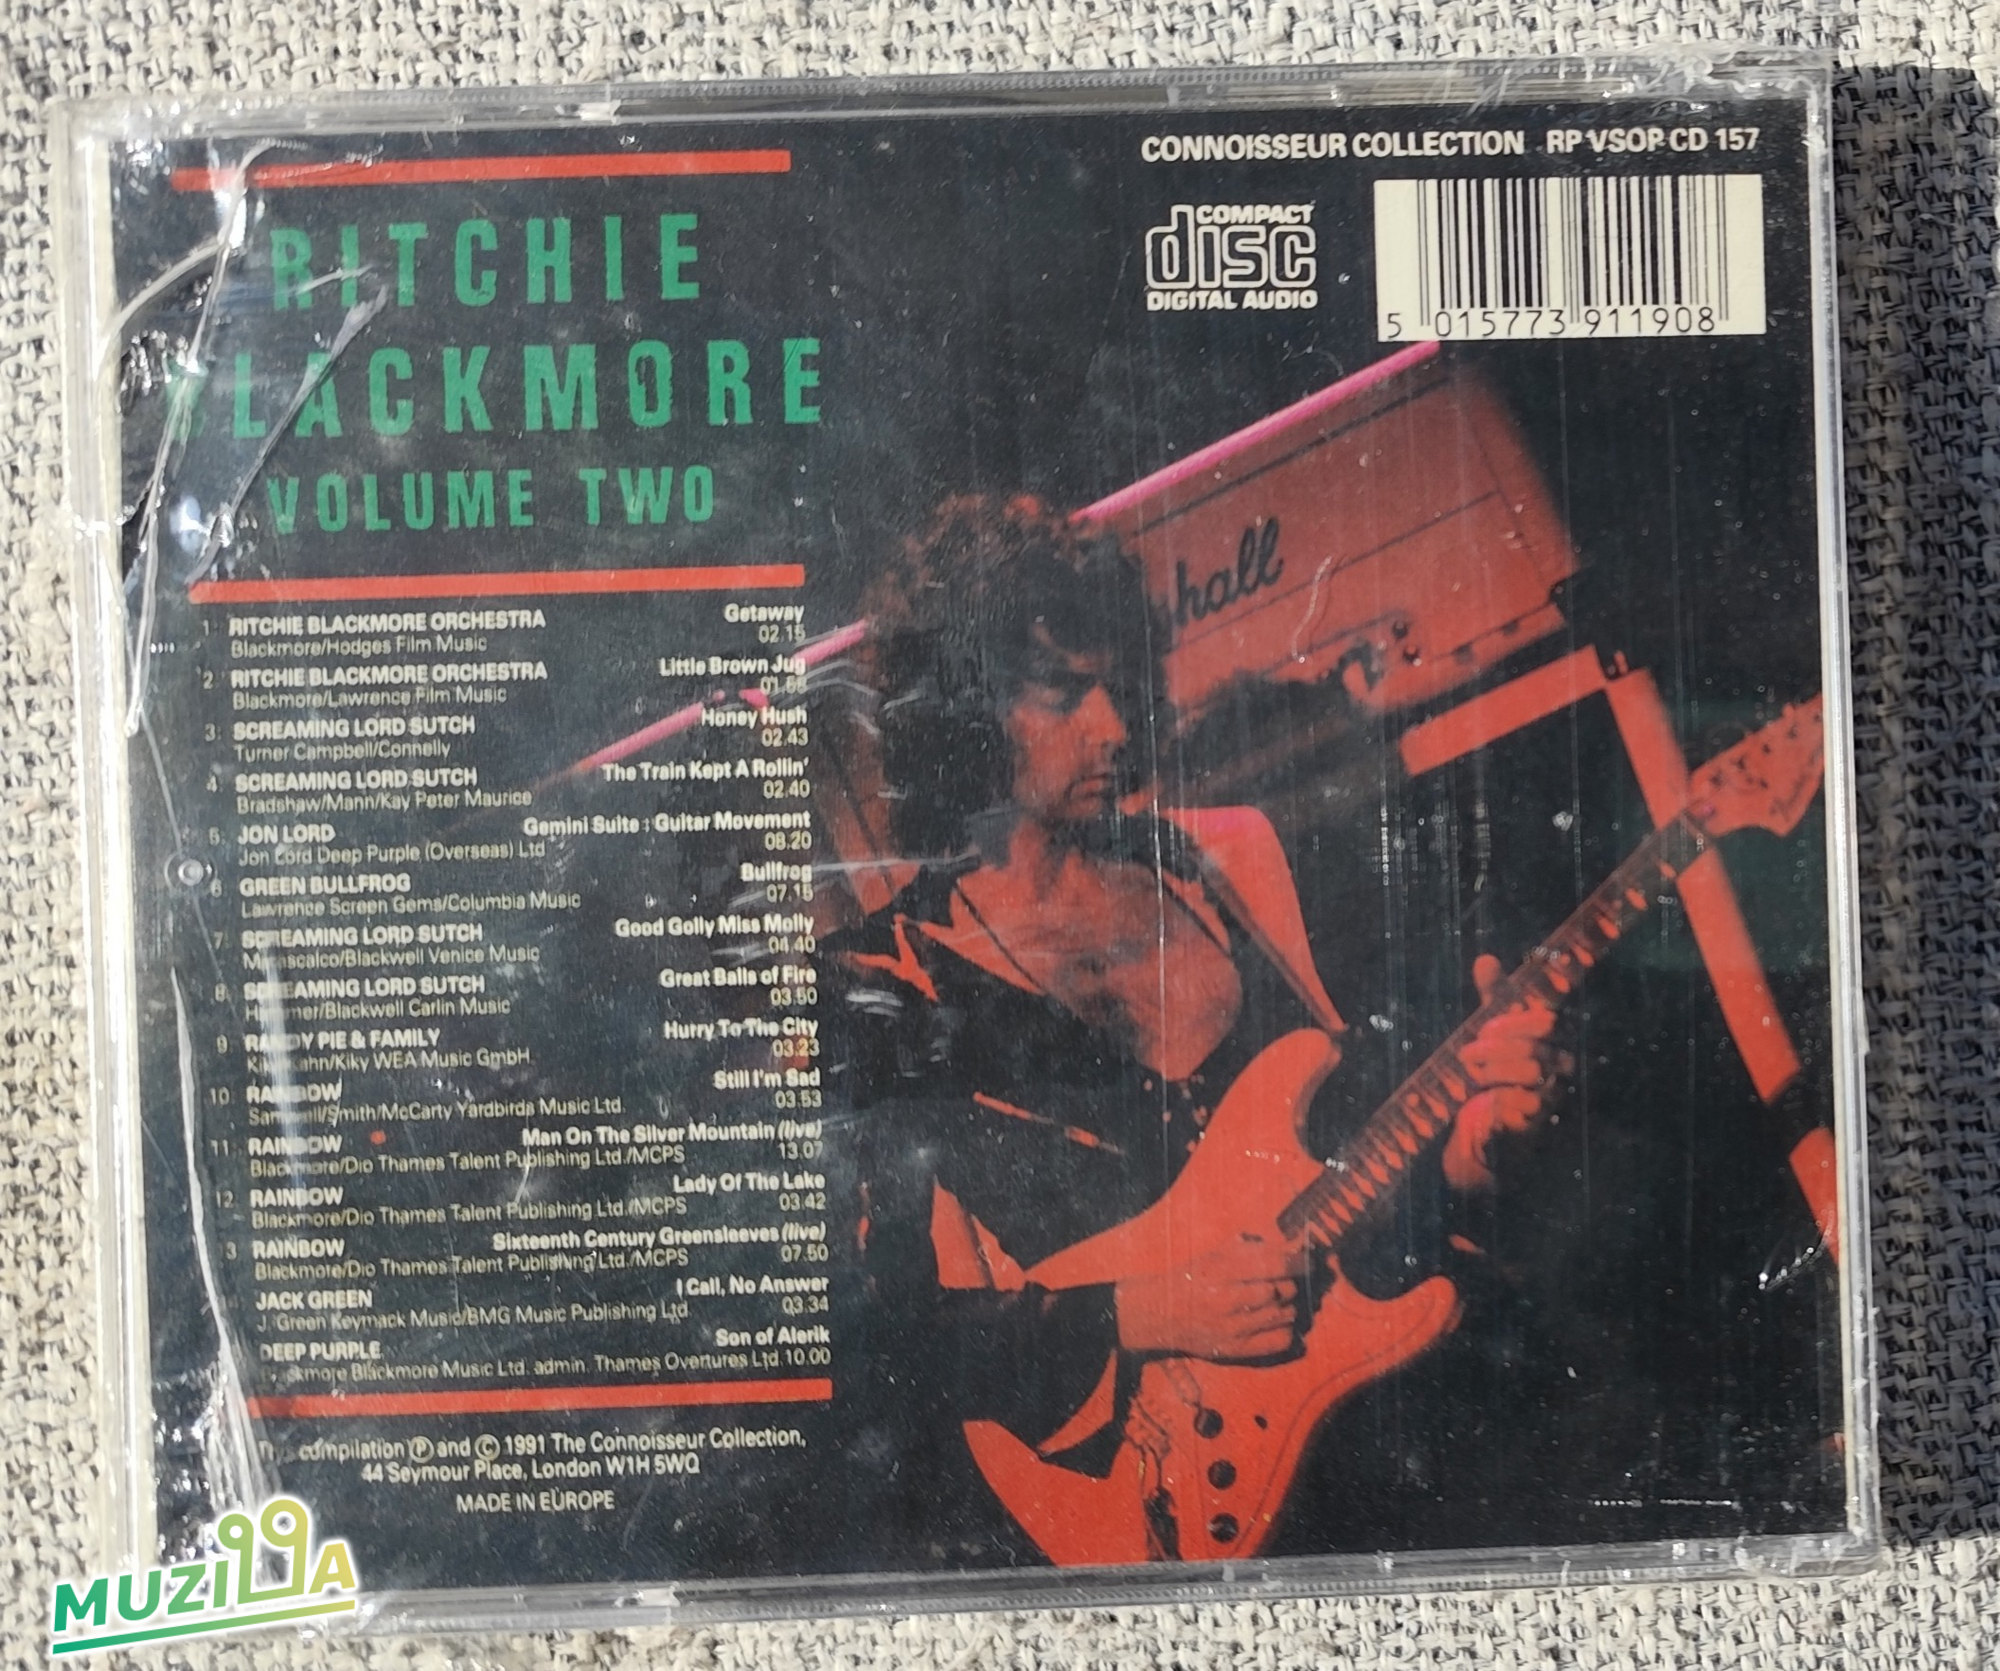 CONNOISSEUR COLLECTION RP VSOP CD 157
COMPACT
disc
DIGITAL AUDIO
5 015773 911908
RITCHIE
BLACKMORE
VOLUME TWO
hall
1. RITCHIE BLACKMORE ORCHESTRA Getaway
Blackmore/Hodges Film Music 02.15
2 RITCHIE BLACKMORE ORCHESTRA Little Brown Jug
Blackmore/Lawrence Film Music
3. SCREAMING LORD SUTCH Honey Hush
Turner Campbell/Connelly 02.43
4. SCREAMING LORD SUTCH The Train Kept A Rollin'
Bradshaw/Mann/Kay Peter Maurice 02.40
5. JON LORD Gemini Suite : Guitar Movement
Jon Lord Deep Purple (Overseas) Ltd 08.20
6 GREEN BULLFROG Bullfrog
Lawrence Screen Gems/Columbia Music 07.15
7. SCREAMING LORD SUTCH Good Golly Miss Molly
/Blackwell Venice Music 04.40
8. SCREAMING LORD SUTCH Great Balls of Fire
Hammer/Blackwell Carlin Music 03.50
9 RANDY PIE & FAMILY Hurry To The City
/Kiky WEA Music GmbH. 03.23
10. RAINBOW Still I'm Sad
/Smith/McCarty Yardbirds Music Ltd. 03.53
11. RAINBOW Man On The Silver Mountain (live)
Blackmore/Dio Thames Talent Publishing Ltd./MCPS 13.07
12. RAINBOW Lady Of The Lake
Blackmore/Dio Thames Talent Publishing Ltd./MCPS 03.42
3 RAINBOW Sixteenth Century Greensleeves (live)
Blackmore/Dio Thames Talent Publishing Ltd./MCPS 07.50
JACK GREEN I Call, No Answer
J. Green Keymack Music/BMG Music Publishing Ltd 03.34
DEEP PURPLE Son of Alerik
Blackmore Blackmore Music Ltd. admin. Thames Overtures Ltd. 10.00
This compilation Ⓟ and © 1991 The Connoisseur Collection,
44 Seymour Place, London W1H 5WQ
MADE IN EUROPE
MUZILLA